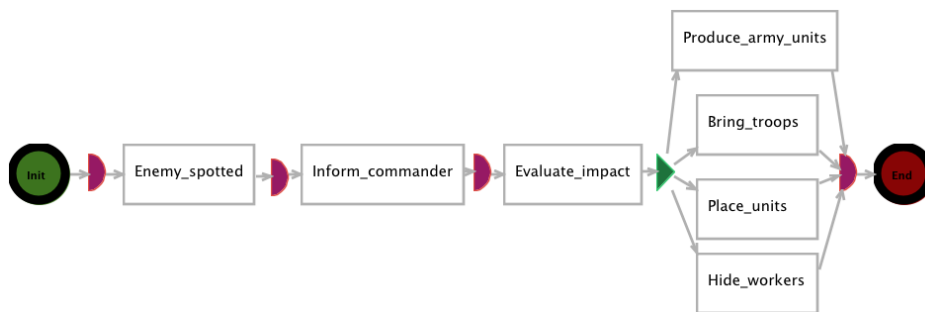 Init
Enemy_spotted
Inform_commander
Evaluate_impact
Produce_army_units
Bring_troops
Place_units
Hide_workers
End